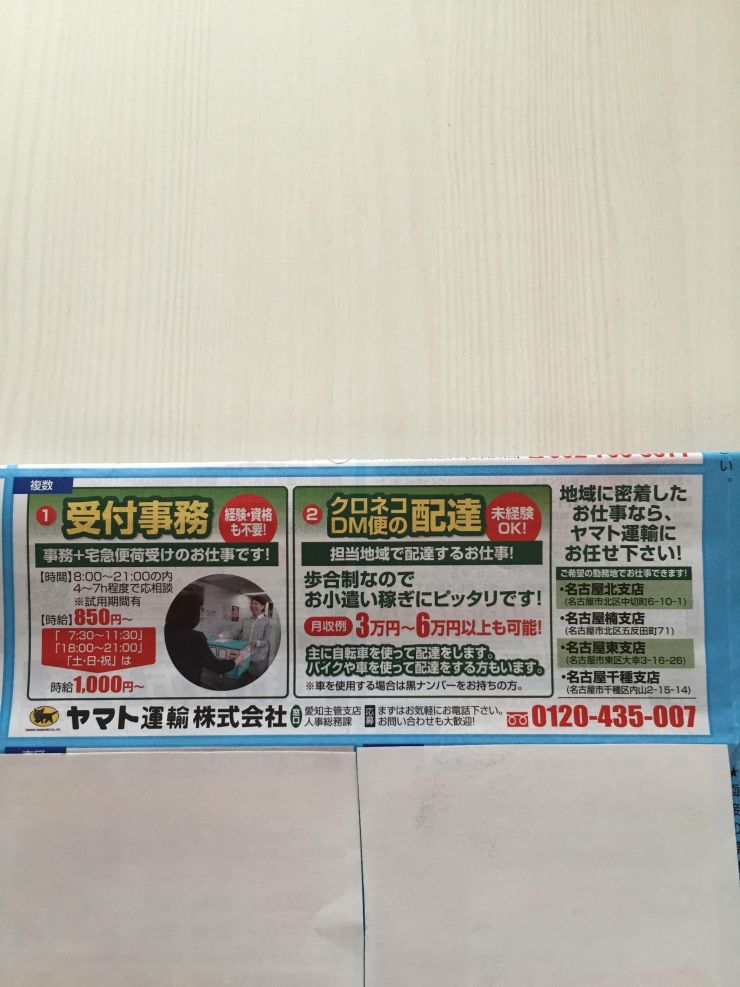 複数
1 受付事務 経験・資格も不要!
事務+宅急便荷受けのお仕事です!
【時間】8:00〜21:00の内
4〜7h程度で応相談
※試用期間有
【時給】850円〜
「 7:30〜11:30」
「18:00〜21:00」
「土・日・祝」は
時給1,000円〜
2 クロネコDM便の配達 未経験OK!
担当地域で配達するお仕事!
歩合制なので
お小遣い稼ぎにピッタリです!
月収例 3万円〜6万円以上も可能!
主に自転車を使って配達をします。
バイクや車を使って配達をする方もいます。
※車を使用する場合は黒ナンバーをお持ちの方。
地域に密着した
お仕事なら、
ヤマト運輸に
お任せ下さい!
ご希望の勤務地でお仕事できます!
・名古屋北支店
(名古屋市北区中切町6-10-1)
・名古屋楠支店
(名古屋市北区五反田町71)
・名古屋東支店
(名古屋市東区大幸3-16-26)
・名古屋千種支店
(名古屋市千種区内山2-15-14)
ヤマト運輸株式会社
窓口 愛知主管支店
人事総務課
応募 まずはお気軽にお電話下さい。
お問い合わせも大歓迎!
0120-435-007
い。